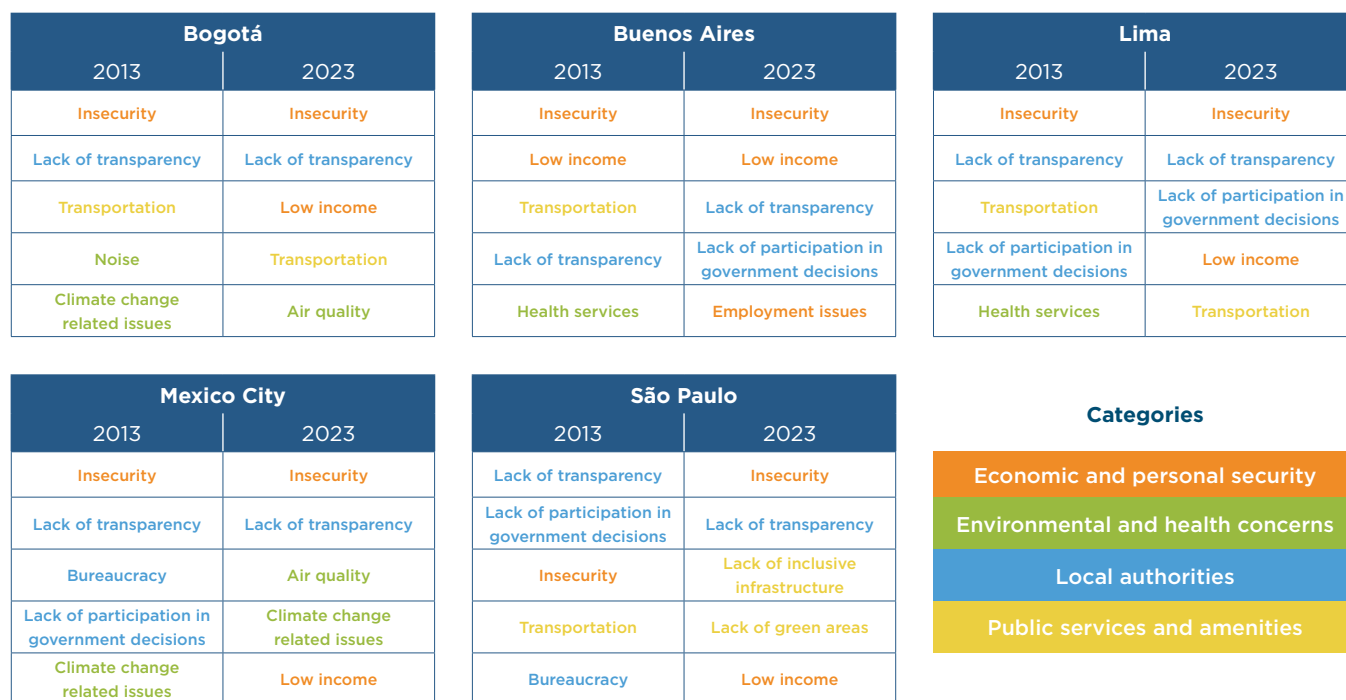 Bogotá
2013 2023
Insecurity Insecurity
Lack of transparency Lack of transparency
Transportation Low income
Noise Transportation
Climate change
related issues
Air quality
Buenos Aires
2013 2023
Insecurity Insecurity
Low income Low income
Transportation Lack of transparency
Lack of transparency
Lack of participation in
government decisions
Health services Employment issues
Lima
2013 2023
Insecurity Insecurity
Lack of transparency Lack of transparency
Transportation
Lack of participation in
government decisions
Lack of participation in
government decisions
Low income
Health services Transportation
Mexico City
2013 2023
Insecurity Insecurity
Lack of transparency Lack of transparency
Bureaucracy Air quality
Lack of participation in
government decisions
Climate change
related issues
Climate change
related issues
Low income
São Paulo
2013 2023
Lack of transparency Insecurity
Lack of participation in
government decisions
Lack of transparency
Insecurity
Lack of inclusive
infrastructure
Transportation Lack of green areas
Bureaucracy Low income
Categories
Economic and personal security
Environmental and health concerns
Local authorities
Public services and amenities